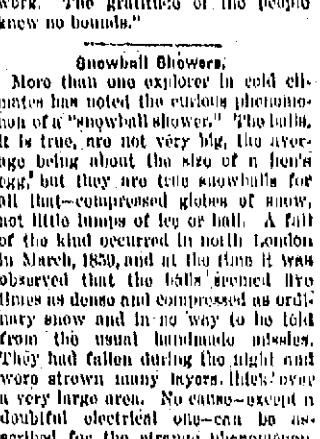 work. The gratitude of the people
knew no bounds."
Snowball Showers.
More than one explorer in cold cli-
mates has noted the curious phenome-
non of a "snowball shower." The balls,
it is true, are not very big, the aver-
age being about the size of a hen's
egg, but they are true snowballs for
all that—compressed globes of snow,
not little lumps of ice or hail. A fall
of the kind occurred in north London
in March, 1859, and at the time it was
observed that the balls seemed five
times as dense and compressed as ordi-
nary snow and in no way to be told
from the usual handmade missles.
They had fallen during the night and
were strewn many layers thick over
a very large area. No cause—except a
doubtful electrical one—can be as-
cribed for the strange phenomenon